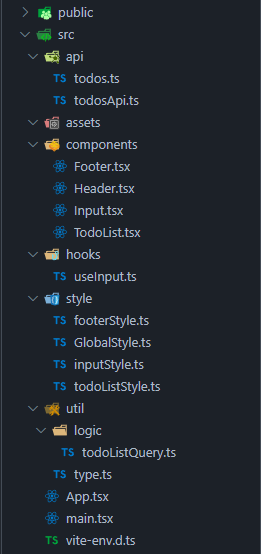 public
src
api
TS todos.ts
TS todosApi.ts
assets
components
Footer.tsx
Header.tsx
Input.tsx
TodoList.tsx
hooks
TS useInput.ts
style
TS footerStyle.ts
TS GlobalStyle.ts
TS inputStyle.ts
TS todoListStyle.ts
util
logic
TS todoListQuery.ts
TS type.ts
App.tsx
main.tsx
TS vite-env.d.ts